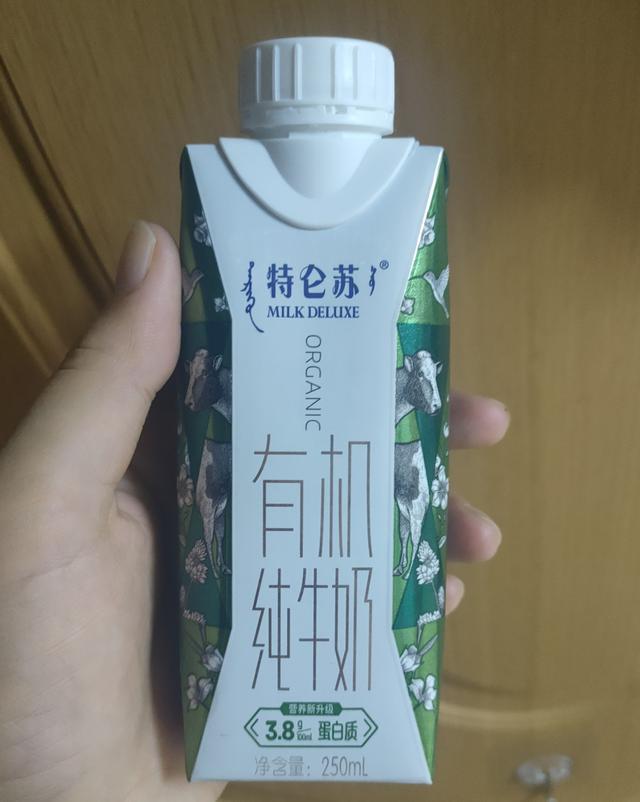 特仑苏®
MILK DELUXE
ORGANIC
有机
纯牛奶
营养新升级
3.8g/100ml 蛋白质
净含量：250mL